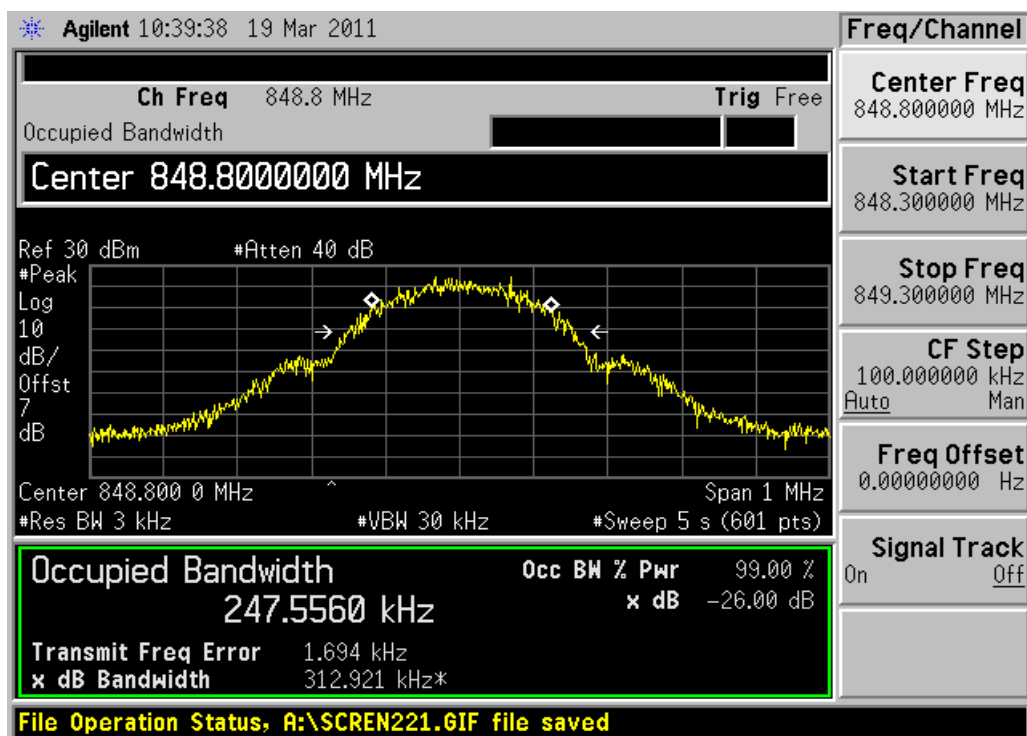 Agilent 10:39:38 19 Mar 2011
Ch Freq 848.8 MHz Trig Free
Occupied Bandwidth
Center 848.8000000 MHz
Ref 30 dBm #Atten 40 dB
#Peak
Log
10
dB/
Offst
7
dB
Center 848.800 0 MHz ^ Span 1 MHz
#Res BW 3 kHz #VBW 30 kHz #Sweep 5 s (601 pts)
Occupied Bandwidth Occ BW % Pwr 99.00 %
247.5560 kHz x dB -26.00 dB
Transmit Freq Error 1.694 kHz
x dB Bandwidth 312.921 kHz*
File Operation Status, A:\SCREN221.GIF file saved
Freq/Channel
Center Freq
848.800000 MHz
Start Freq
848.300000 MHz
Stop Freq
849.300000 MHz
CF Step
100.000000 kHz
Auto Man
Freq Offset
0.00000000 Hz
Signal Track
On Off